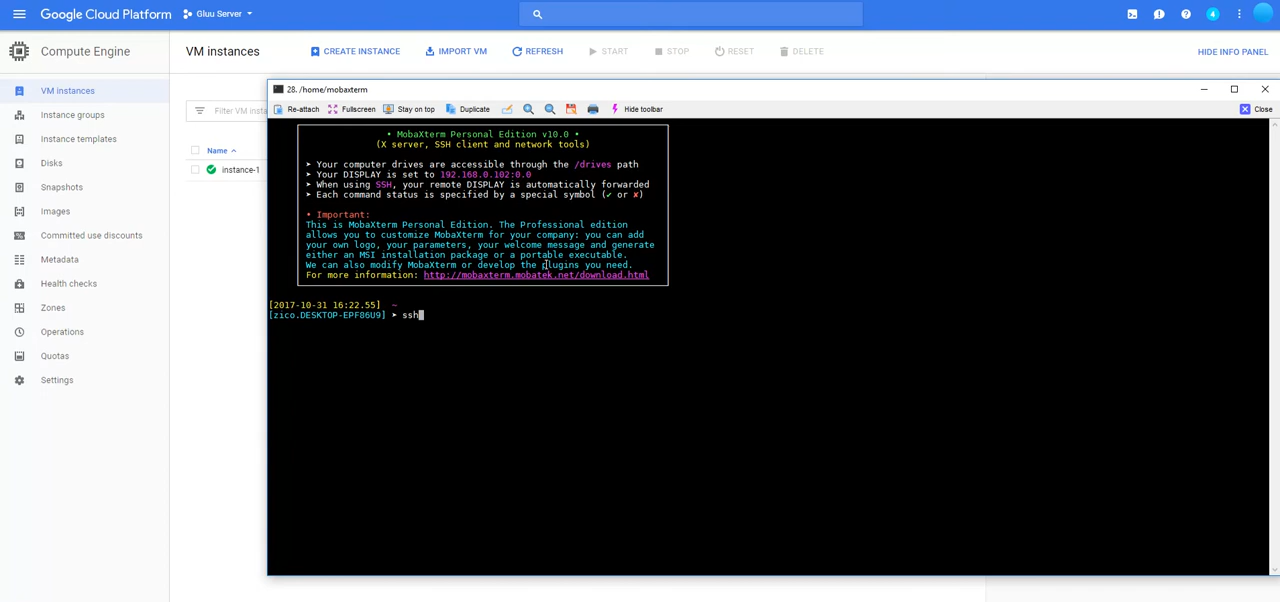 Google Cloud Platform Gluu Server 4
Compute Engine VM instances CREATE INSTANCE IMPORT VM REFRESH START STOP RESET DELETE HIDE INFO PANEL
VM instances
Instance groups
Instance templates
Disks
Snapshots
Images
Committed use discounts
Metadata
Health checks
Zones
Operations
Quotas
Settings
Filter VM insta
Name
instance-1
28. /home/mobaxterm
Re-attach Fullscreen Stay on top Duplicate Hide toolbar Close
• MobaXterm Personal Edition v10.0 •
(X server, SSH client and network tools)
➤ Your computer drives are accessible through the /drives path
➤ Your DISPLAY is set to 192.168.0.102:0.0
➤ When using SSH, your remote DISPLAY is automatically forwarded
➤ Each command status is specified by a special symbol (✔ or ✘)
• Important:
This is MobaXterm Personal Edition. The Professional edition
allows you to customize MobaXterm for your company: you can add
your own logo, your parameters, your welcome message and generate
either an MSI installation package or a portable executable.
We can also modify MobaXterm or develop the plugins you need.
For more information: http://mobaxterm.mobatek.net/download.html
[2017-10-31 16:22.55] ~
[zico.DESKTOP-EPF86U9] ➤ ssh